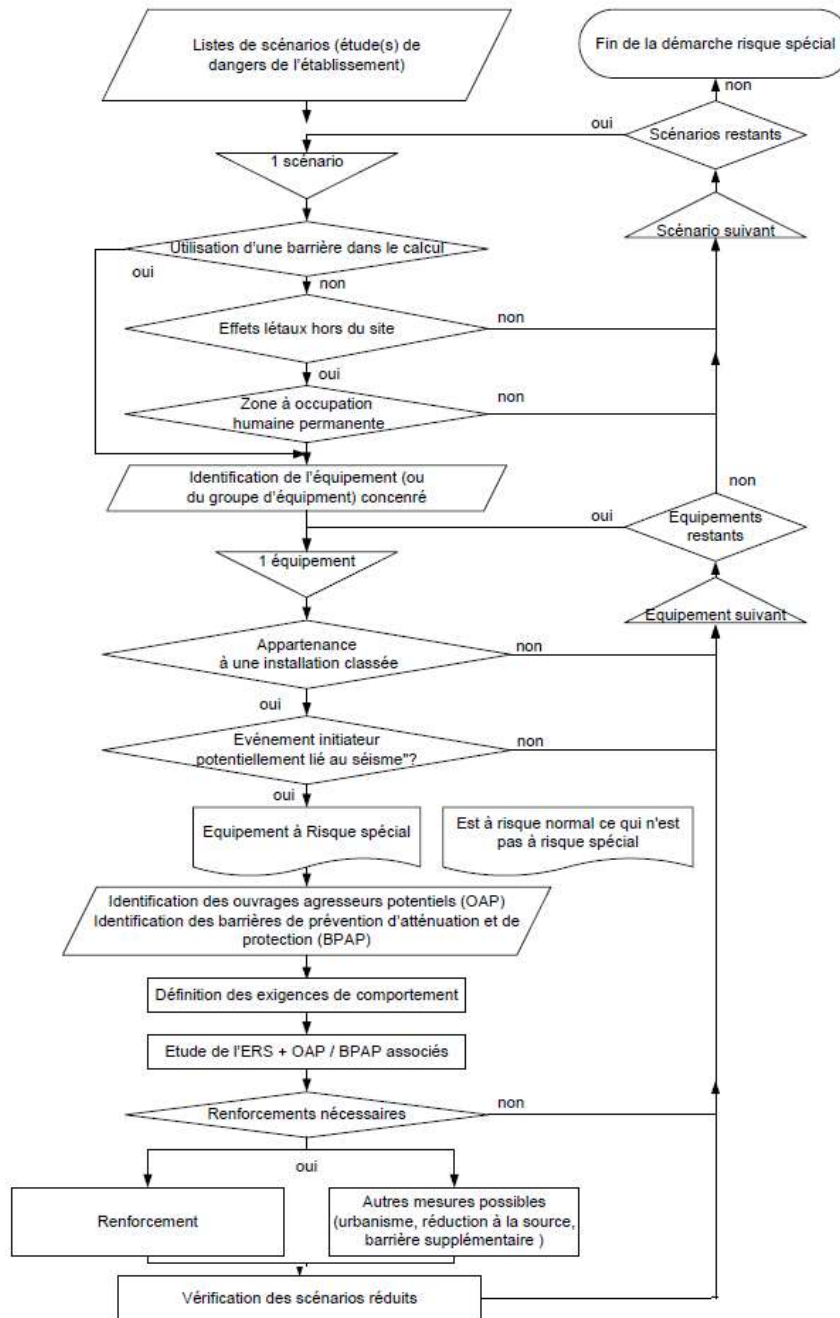 Listes de scénarios (étude(s) de
dangers de l'établissement)
Fin de la démarche risque spécial
non
oui
Scénarios restants
1 scénario
Scénario suivant
Utilisation d'une barrière dans le calcul
oui
non
Effets létaux hors du site
non
oui
Zone à occupation
humaine permanente
non
Identification de l'équipement (ou
du groupe d'équipment) concenré
non
oui
Equipements
restants
1 équipement
Equipement suivant
Appartenance
à une installation classée
non
oui
Evénement initiateur
potentiellement lié au séisme"?
non
oui
Equipement à Risque spécial
Est à risque normal ce qui n'est
pas à risque spécial
Identification des ouvrages agresseurs potentiels (OAP)
Identification des barrières de prévention d'atténuation et de
protection (BPAP)
Définition des exigences de comportement
Etude de l'ERS + OAP / BPAP associés
Renforcements nécessaires
non
oui
Renforcement
Autres mesures possibles
(urbanisme, réduction à la source,
barrière supplémentaire )
Vérification des scénarios réduits